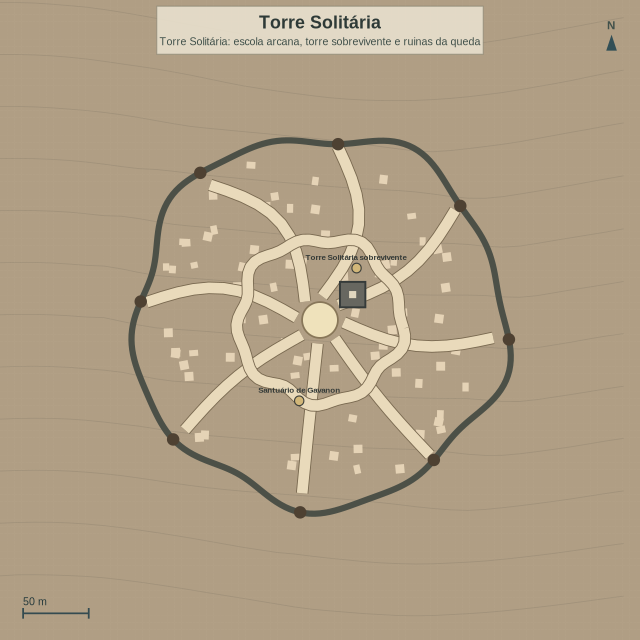 Torre Solitária
Torre Solitária: escola arcana, torre sobrevivente e ruinas da queda
N
Torre Solitária sobrevivente
Santuário de Gavanon
50 m